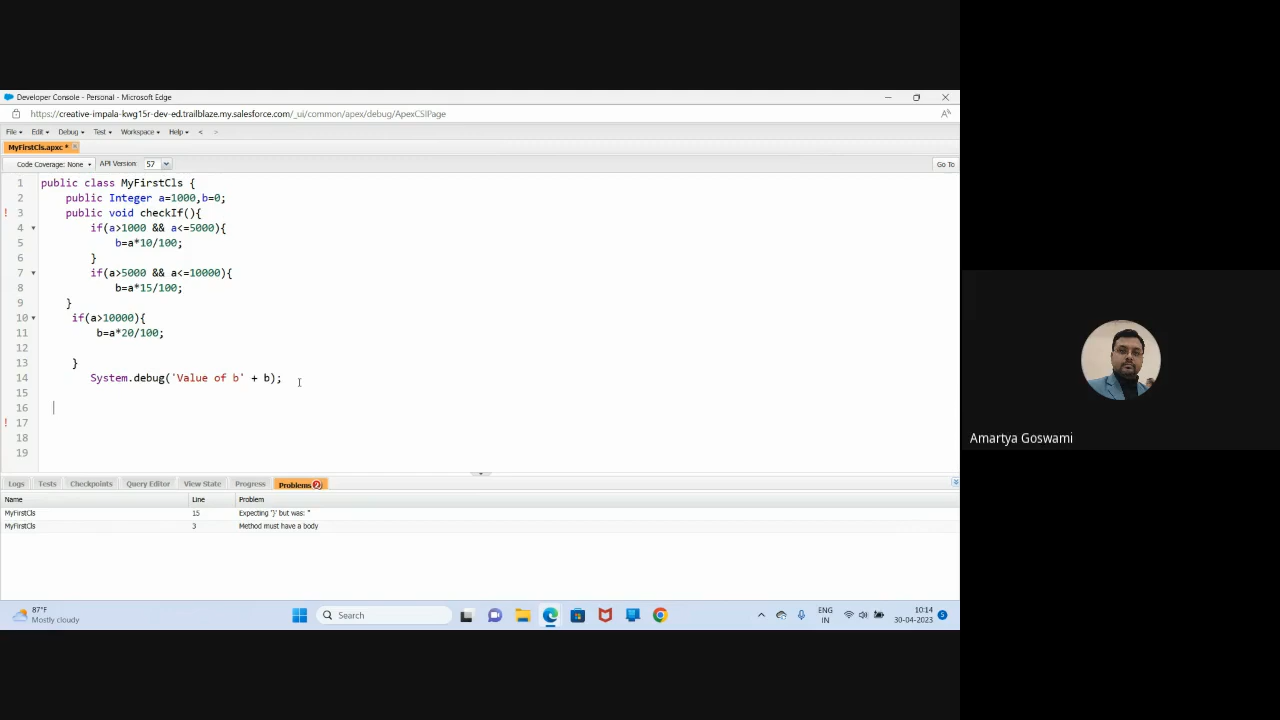 Developer Console - Personal - Microsoft Edge
https://creative-impala-kwg15r-dev-ed.trailblaze.my.salesforce.com/_ui/common/apex/debug/ApexCSIPage
File Edit Debug Test Workspace Help < >
MyFirstCls.apxc *
Code Coverage: None API Version: 57 Go To
1 public class MyFirstCls {
2 public Integer a=1000,b=0;
! 3 public void checkIf(){
4 if(a>1000 && a<=5000){
5 b=a*10/100;
6 }
7 if(a>5000 && a<=10000){
8 b=a*15/100;
9 }
10 if(a>10000){
11 b=a*20/100;
12
13 }
14 System.debug('Value of b' + b);
15
16
! 17
18
19
Logs Tests Checkpoints Query Editor View State Progress Problems 2
Name Line Problem
MyFirstCls 15 Expecting '}' but was: ''
MyFirstCls 3 Method must have a body
87°F
Mostly cloudy
Search
ENG
IN
10:14
30-04-2023
5
Amartya Goswami